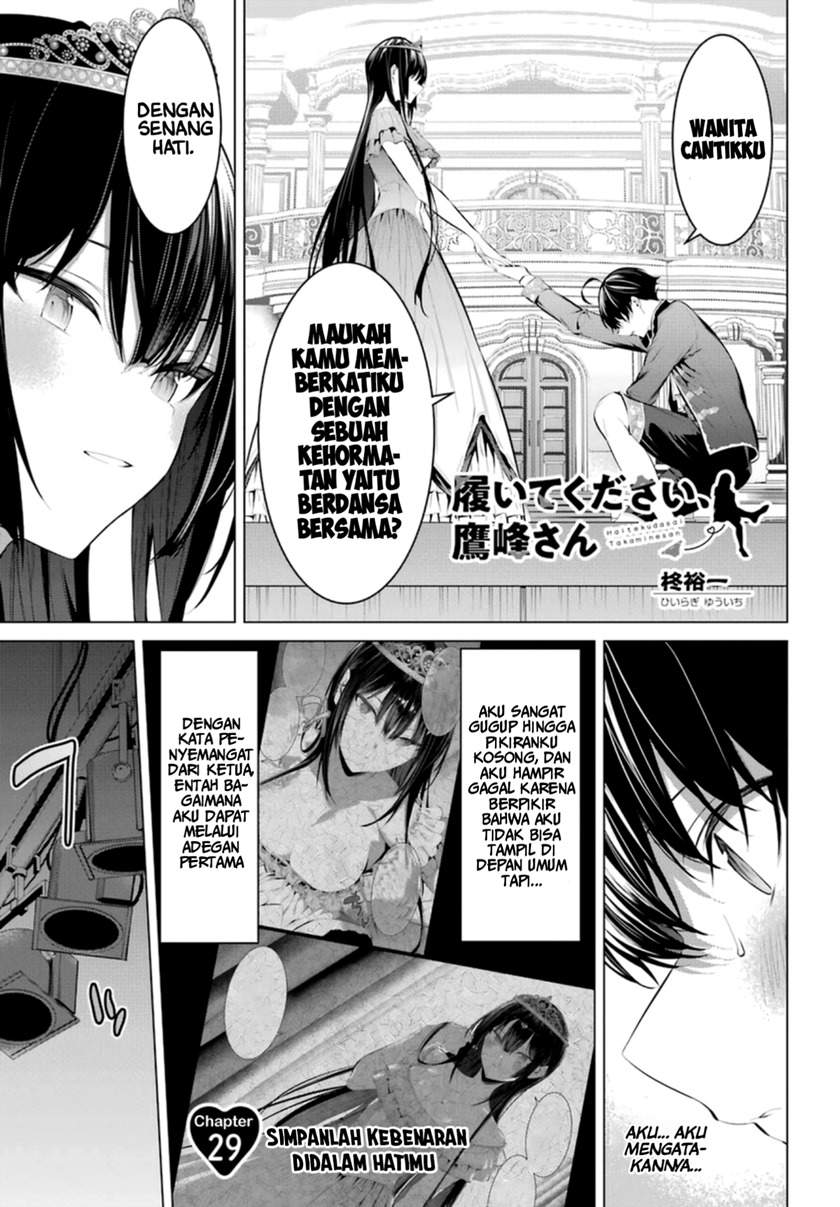 WANITA
CANTIKKU
MAUKAH
KAMU MEM-
BERKATIKU
DENGAN
SEBUAH
KEHORMA-
TAN YAITU
BERDANSA
BERSAMA?
履いてください、
鷹峰さん
Haitekudasai
Takaminesan
柊裕一
ひいらぎ ゆういち
DENGAN
SENANG
HATI.
AKU... AKU
MENGATA-
KANNYA...
AKU SANGAT
GUGUP HINGGA
PIKIRANKU
KOSONG, DAN
AKU HAMPIR
GAGAL KARENA
BERPIKIR
BAHWA AKU
TIDAK BISA
TAMPIL DI
DEPAN UMUM
TAPI...
DENGAN
KATA PE-
NYEMANGAT
DARI KETUA,
ENTAH BA-
GAIMANA
AKU DAPAT
MELALUI
ADEGAN
PERTAMA
Chapter
29
SIMPANLAH KEBENARAN
DIDALAM HATIMU